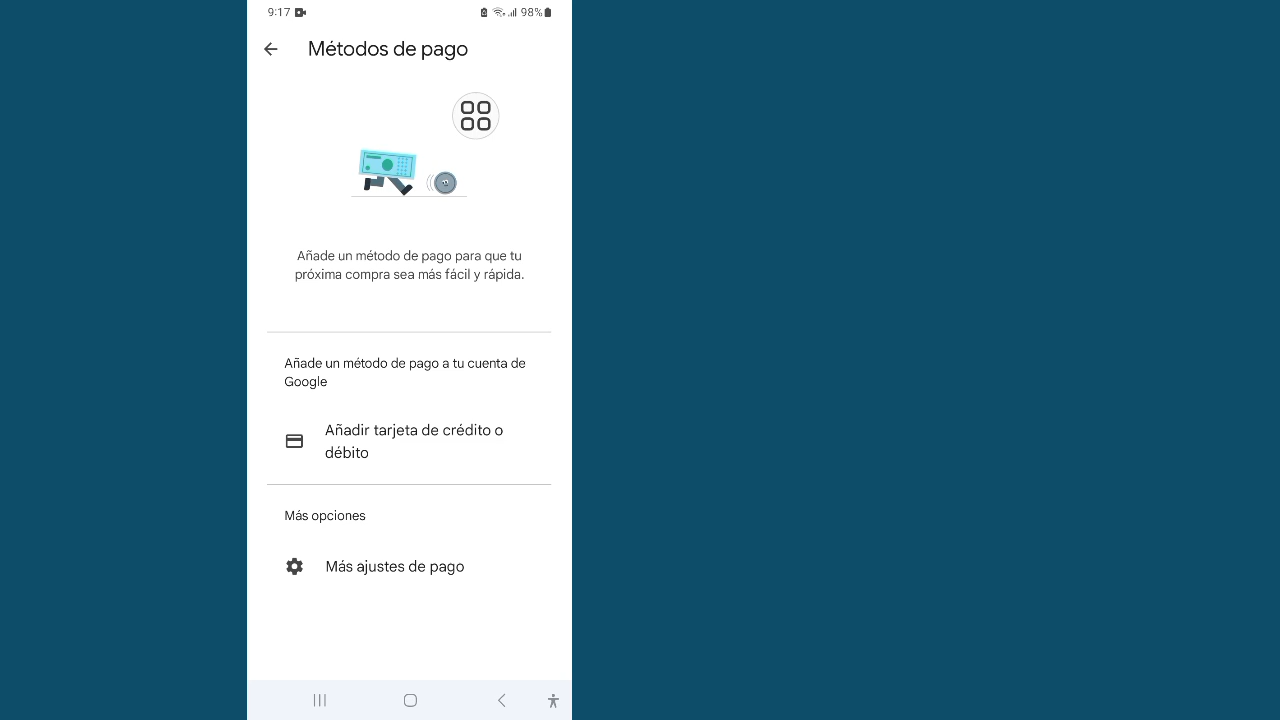 9:17
98%
Métodos de pago
Añade un método de pago para que tu
próxima compra sea más fácil y rápida.
Añade un método de pago a tu cuenta de
Google
Añadir tarjeta de crédito o
débito
Más opciones
Más ajustes de pago